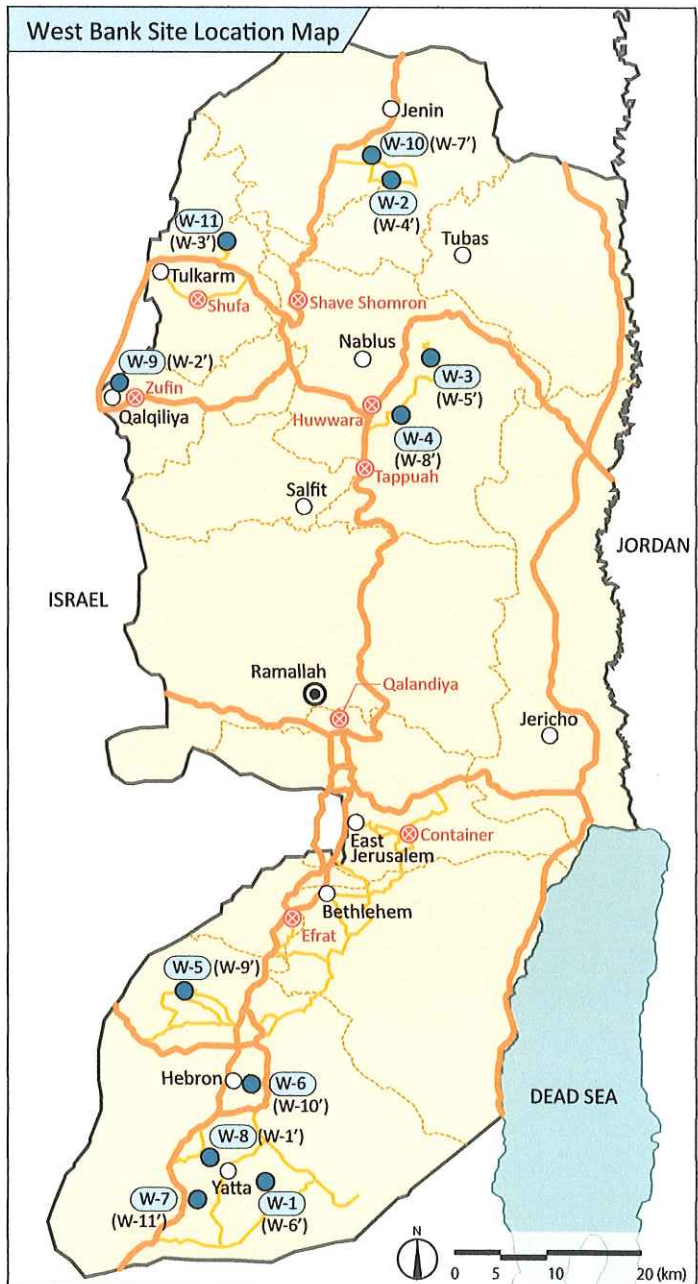 West Bank Site Location Map
Jenin
W-10 (W-7')
W-2
(W-4')
W-11
(W-3')
Tubas
Tulkarm
Shufa
Shave Shomron
Nablus
W-9 (W-2')
Zufin
Qalqiliya
W-3
(W-5')
Huwwara
W-4
(W-8')
Tappuah
Salfit
JORDAN
ISRAEL
Ramallah
Qalandiya
Jericho
East
Jerusalem
Container
Bethlehem
Efrat
W-5 (W-9')
Hebron
W-6
(W-10')
DEAD SEA
W-8 (W-1')
Yatta
W-7
(W-11')
W-1
(W-6')
N
0 5 10 20 (km)